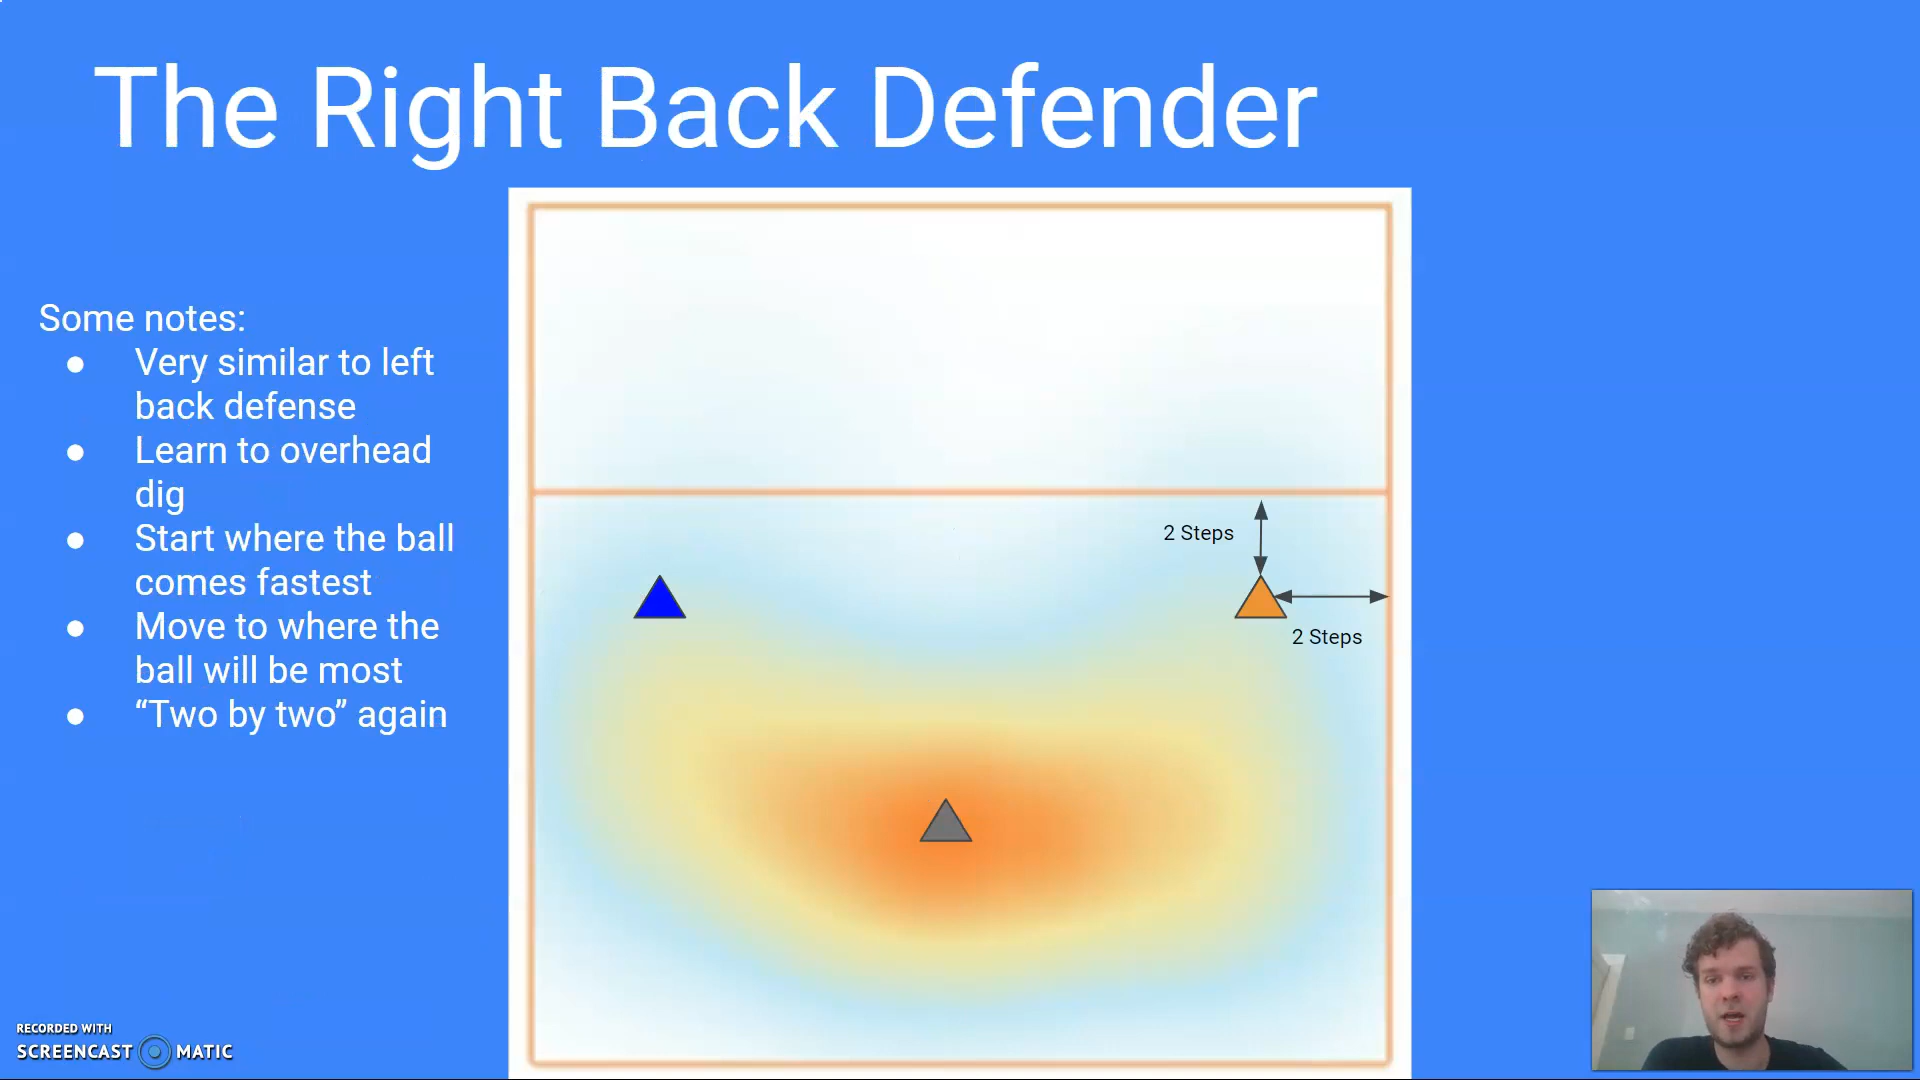 The Right Back Defender
Some notes:
● Very similar to left
back defense
● Learn to overhead
dig
● Start where the ball
comes fastest
● Move to where the
ball will be most
● “Two by two” again
2 Steps
2 Steps
RECORDED WITH
SCREENCAST MATIC